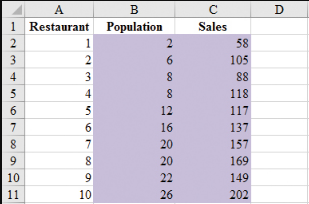 A B C D
1 Restaurant Population Sales
2 1 2 58
3 2 6 105
4 3 8 88
5 4 8 118
6 5 12 117
7 6 16 137
8 7 20 157
9 8 20 169
10 9 22 149
11 10 26 202